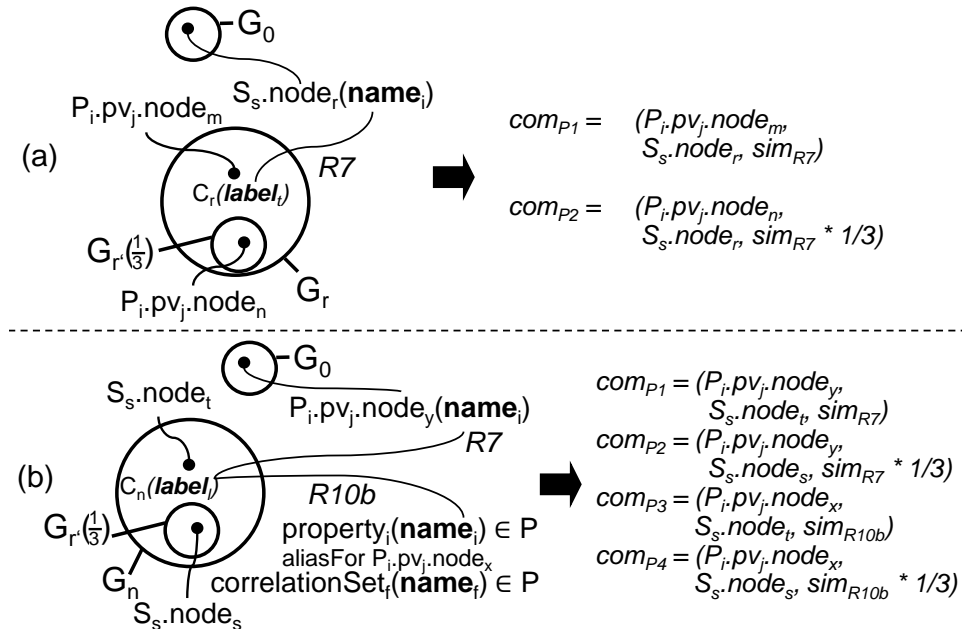 G0
Ss.noder(namei)
Pi.pvj.nodem
(a)
R7
Cr(labelt)
Gr‘(1/3)
Pi.pvj.noden
Gr
comP1 = (Pi.pvj.nodem,
Ss.noder, simR7)
comP2 = (Pi.pvj.noden,
Ss.noder, simR7 * 1/3)
G0
Ss.nodet
Pi.pvj.nodey(namei)
R7
(b)
Cn(labell)
R10b
Gr‘(1/3)
propertyi(namei) ∈ P
aliasFor Pi.pvj.nodex
Gn
correlationSetf(namef) ∈ P
Ss.nodes
comP1 = (Pi.pvj.nodey,
Ss.nodet, simR7)
comP2 = (Pi.pvj.nodey,
Ss.nodes, simR7 * 1/3)
comP3 = (Pi.pvj.nodex,
Ss.nodet, simR10b)
comP4 = (Pi.pvj.nodex,
Ss.nodes, simR10b * 1/3)